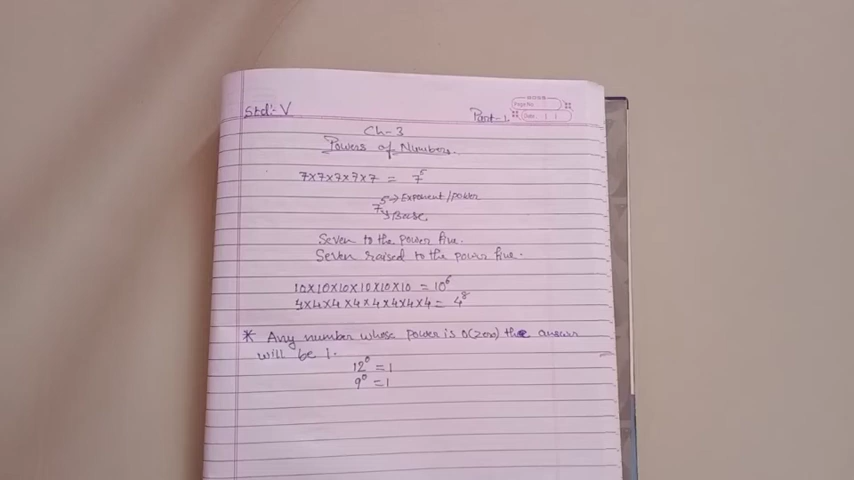 Std:- V
Part-1.
Page No.
Date
Ch-3
Powers of Numbers.
7×7×7×7×7 = 7⁵
7⁵→Exponent/power
↳Base.
Seven to the power five.
Seven raised to the power five.
10×10×10×10×10×10 = 10⁶
4×4×4×4×4×4×4×4 = 4⁸
* Any number whose power is 0(Zero) the answer
will be 1.
12⁰ = 1
9⁰ = 1